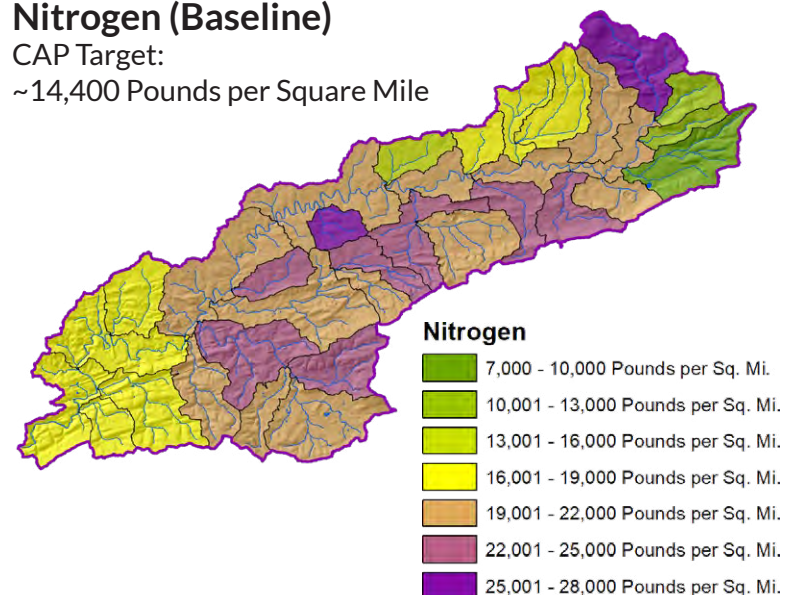 Nitrogen (Baseline)
CAP Target:
~14,400 Pounds per Square Mile
Nitrogen
7,000 - 10,000 Pounds per Sq. Mi.
10,001 - 13,000 Pounds per Sq. Mi.
13,001 - 16,000 Pounds per Sq. Mi.
16,001 - 19,000 Pounds per Sq. Mi.
19,001 - 22,000 Pounds per Sq. Mi.
22,001 - 25,000 Pounds per Sq. Mi.
25,001 - 28,000 Pounds per Sq. Mi.